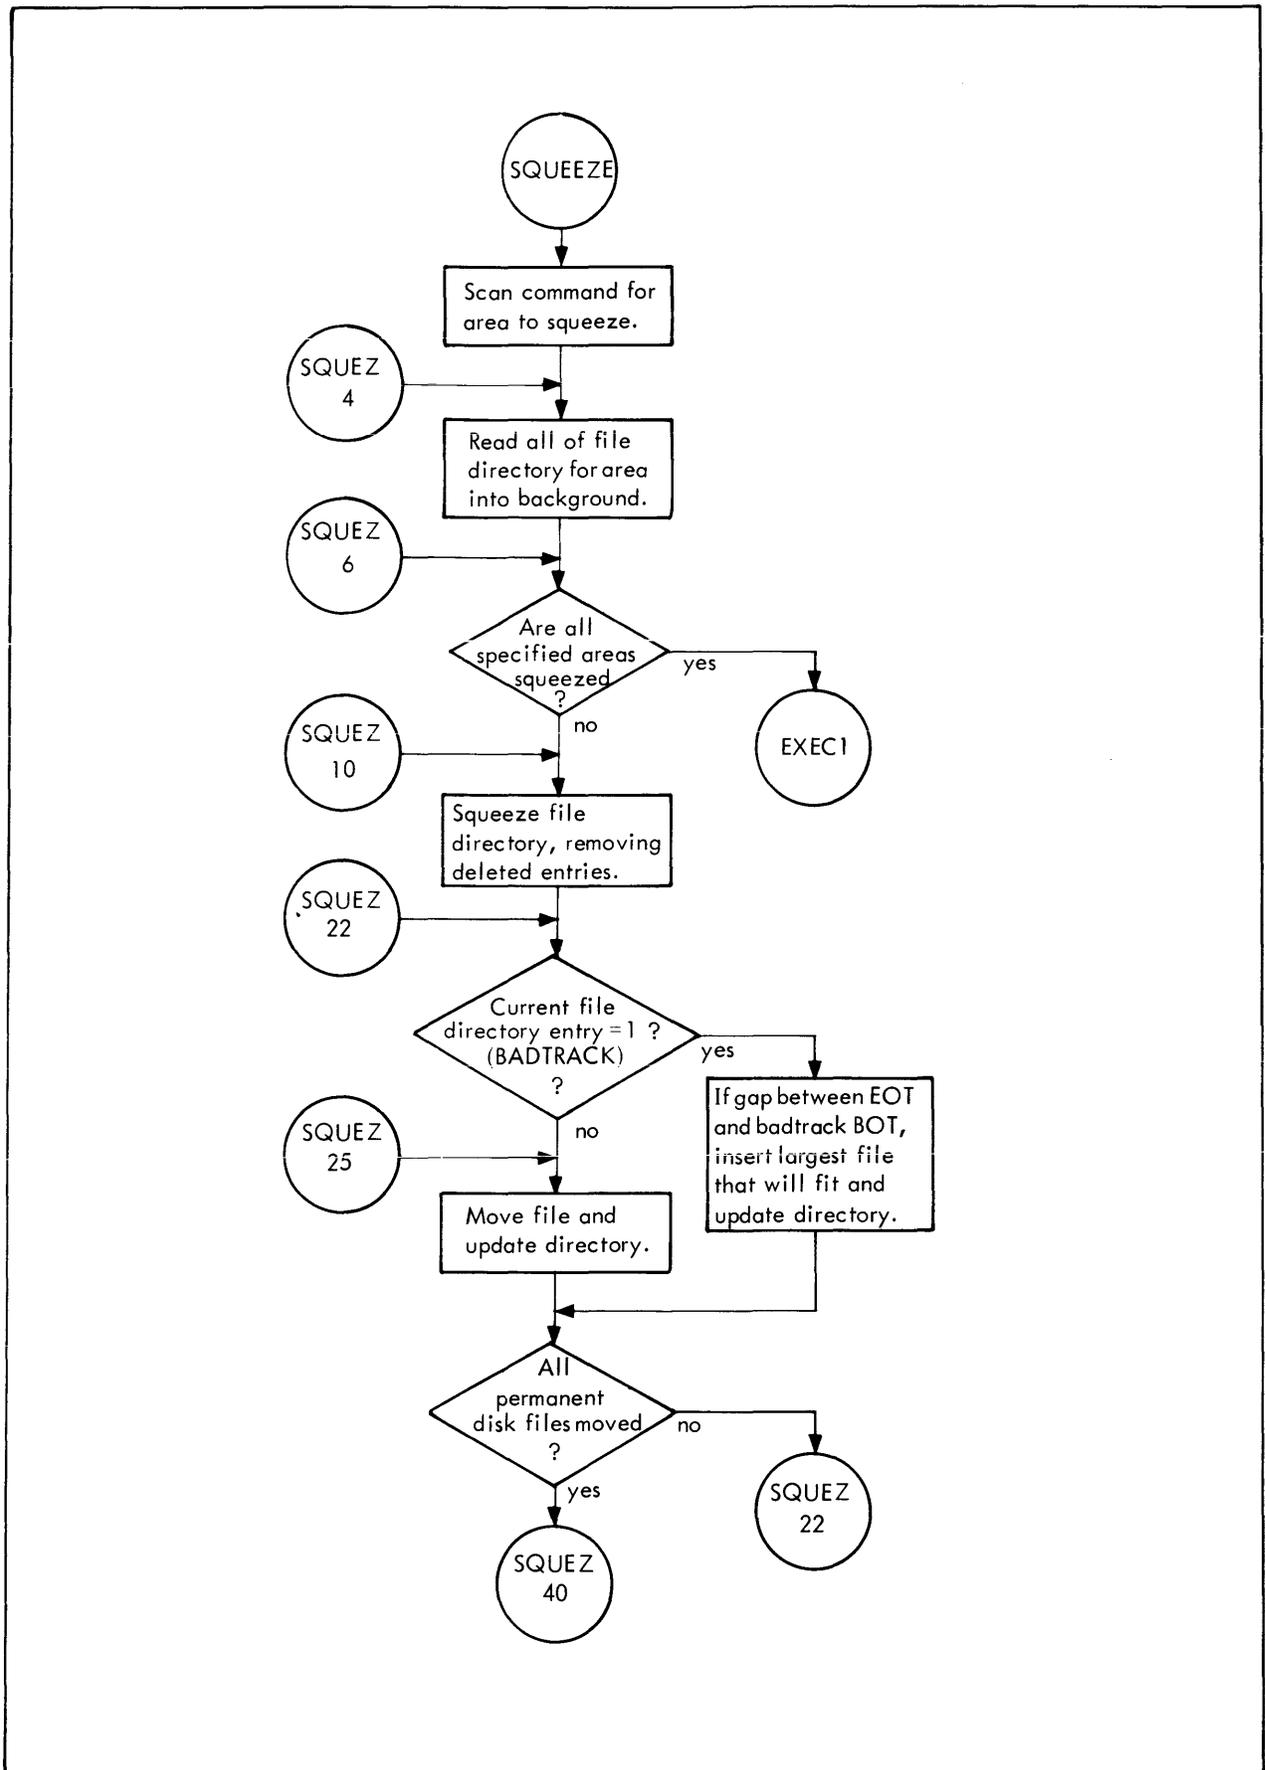 SQUEEZE
Scan command for
area to squeeze.
SQUEZ
4
Read all of file
directory for area
into background.
SQUEZ
6
Are all
specified areas
squeezed
?
yes
no
EXEC1
SQUEZ
10
Squeeze file
directory, removing
deleted entries.
SQUEZ
22
Current file
directory entry = 1 ?
(BADTRACK)
?
yes
no
If gap between EOT
and badtrack BOT,
insert largest file
that will fit and
update directory.
SQUEZ
25
Move file and
update directory.
All
permanent
disk files moved
?
no
yes
SQUEZ
22
SQUEZ
40